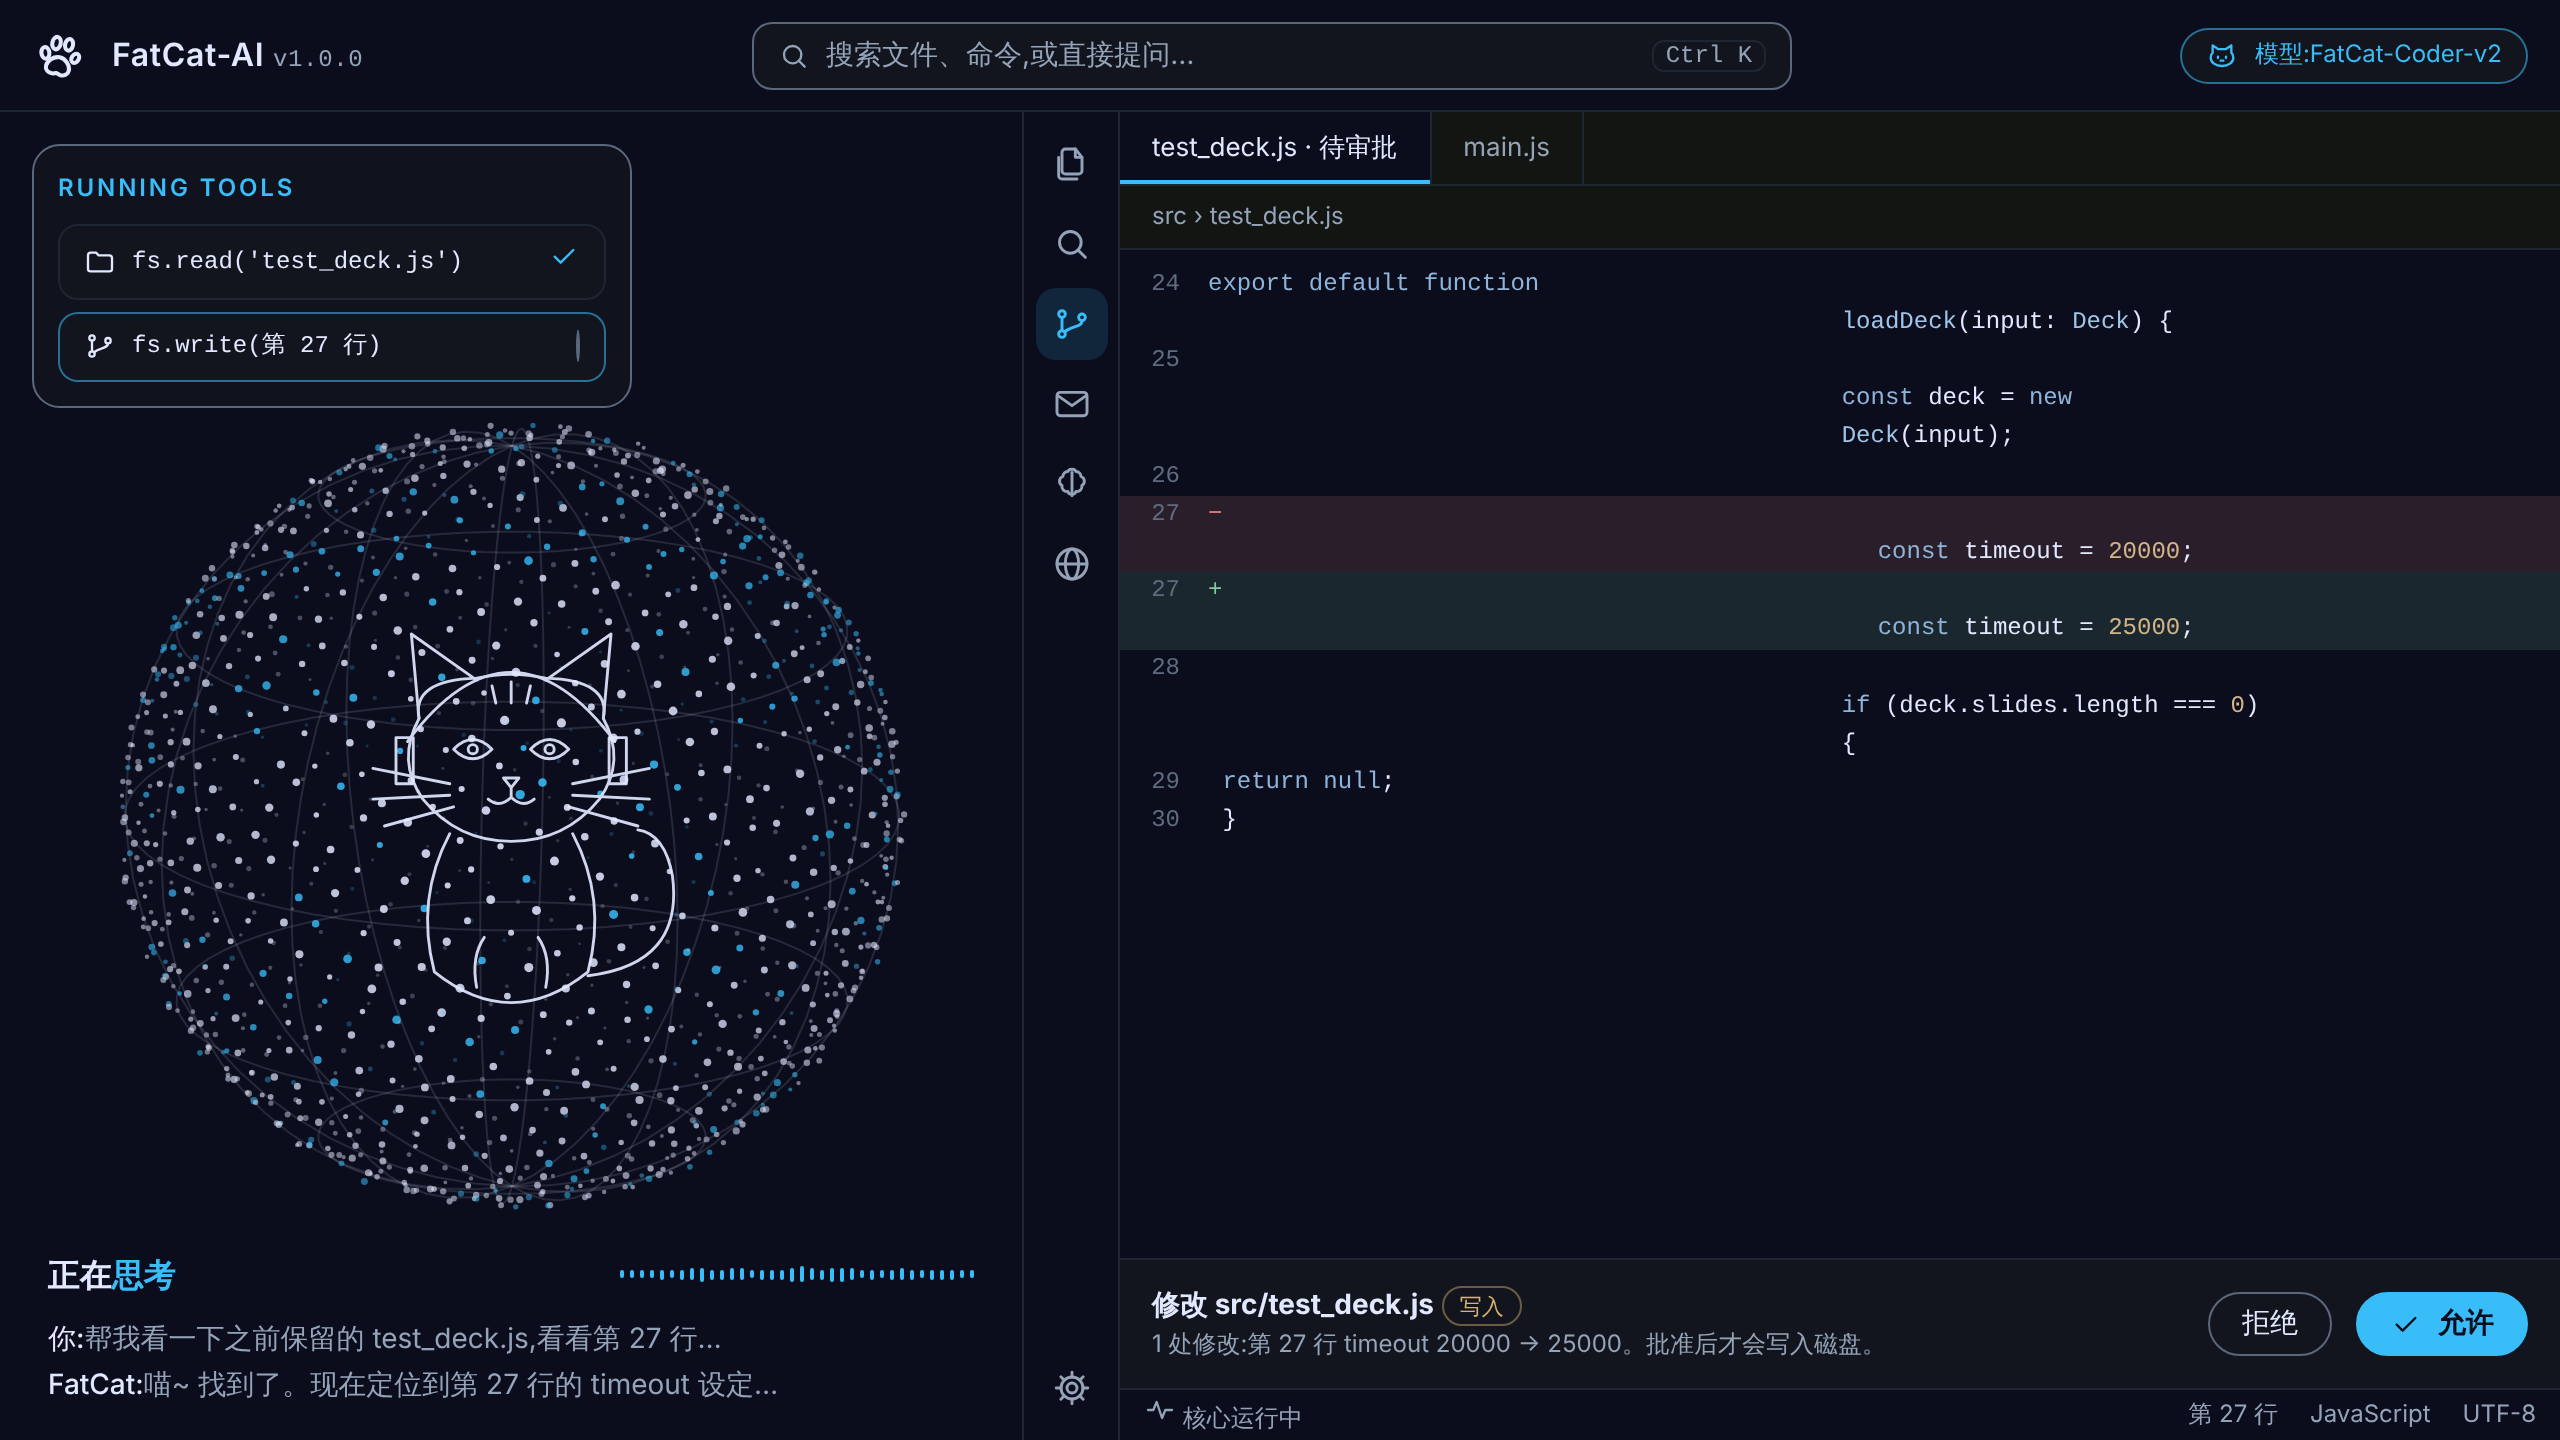 FatCat-AI v1.0.0
搜索文件、命令,或直接提问...
Ctrl K
模型:FatCat-Coder-v2
RUNNING TOOLS
fs.read('test_deck.js')
fs.write(第 27 行)
正在思考
你:帮我看一下之前保留的 test_deck.js,看看第 27 行...
FatCat:喵~ 找到了。现在定位到第 27 行的 timeout 设定...
test_deck.js · 待审批
main.js
src › test_deck.js
24 export default function
loadDeck(input: Deck) {
25
const deck = new
Deck(input);
26
27 −
const timeout = 20000;
27 +
const timeout = 25000;
28
if (deck.slides.length === 0)
{
29 return null;
30 }
修改 src/test_deck.js 写入
1 处修改:第 27 行 timeout 20000 → 25000。批准后才会写入磁盘。
拒绝
允许
核心运行中
第 27 行 JavaScript UTF-8